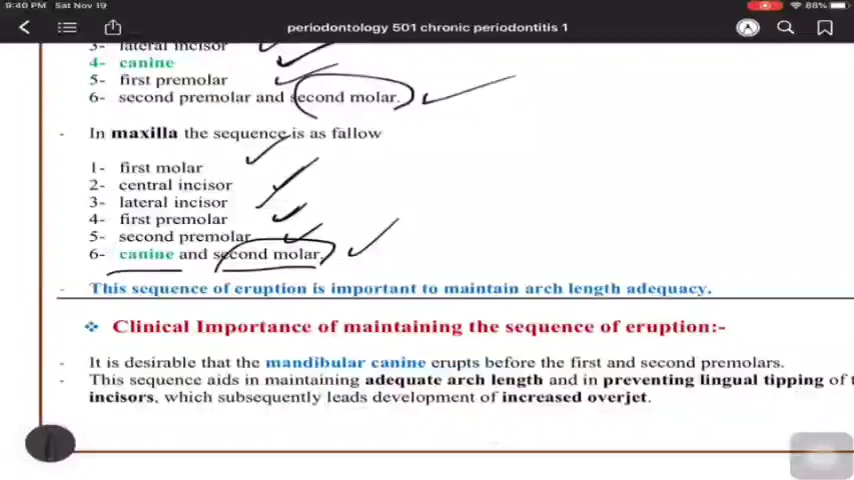 9:40 PM Sat Nov 19
88%
periodontology 501 chronic periodontitis 1
3- lateral incisor
4- canine
5- first premolar
6- second premolar and second molar.
- In maxilla the sequence is as fallow
1- first molar
2- central incisor
3- lateral incisor
4- first premolar
5- second premolar
6- canine and second molar.
- This sequence of eruption is important to maintain arch length adequacy.
❖ Clinical Importance of maintaining the sequence of eruption:-
- It is desirable that the mandibular canine erupts before the first and second premolars.
- This sequence aids in maintaining adequate arch length and in preventing lingual tipping of t
incisors, which subsequently leads development of increased overjet.